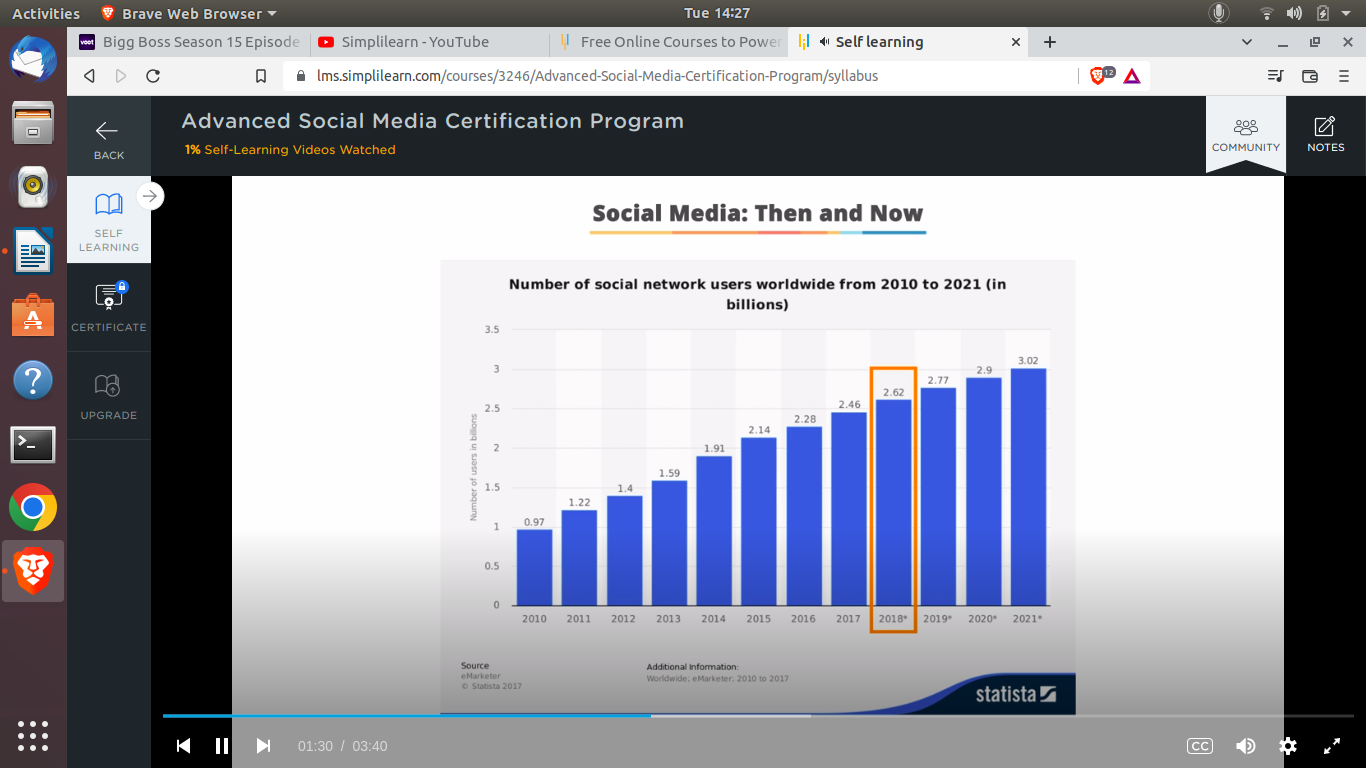 Activities
Brave Web Browser
Tue 14:27
voot
Bigg Boss Season 15 Episode
Simplilearn - YouTube
Free Online Courses to Power
Self learning
lms.simplilearn.com/courses/3246/Advanced-Social-Media-Certification-Program/syllabus
12
BACK
Advanced Social Media Certification Program
1% Self-Learning Videos Watched
COMMUNITY
NOTES
SELF
LEARNING
CERTIFICATE
UPGRADE
Social Media: Then and Now
Number of social network users worldwide from 2010 to 2021 (in
billions)
Number of users in billions
3.5
3
2.5
2
1.5
1
0.5
0
0.97
1.22
1.4
1.59
1.91
2.14
2.28
2.46
2.62
2.77
2.9
3.02
2010
2011
2012
2013
2014
2015
2016
2017
2018*
2019*
2020*
2021*
Source
eMarketer
© Statista 2017
Additional Information:
Worldwide; eMarketer; 2010 to 2017
statista
01:30 / 03:40
CC